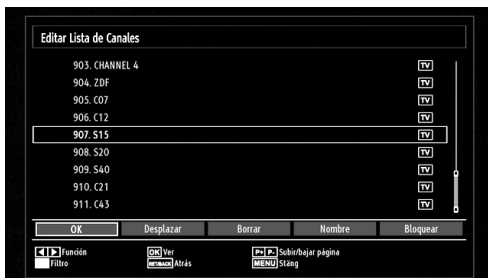 Editar Lista de Canales
903. CHANNEL 4 TV
904. ZDF TV
905. C07 TV
906. C12 TV
907. S15 TV
908. S20 TV
909. S40 TV
910. C21 TV
911. C43 TV
OK Desplazar Borrar Nombre Bloquear
Función OK Ver P+ P- Subir/bajar página
Filtro RET/BACK Atrás MENU Stäng